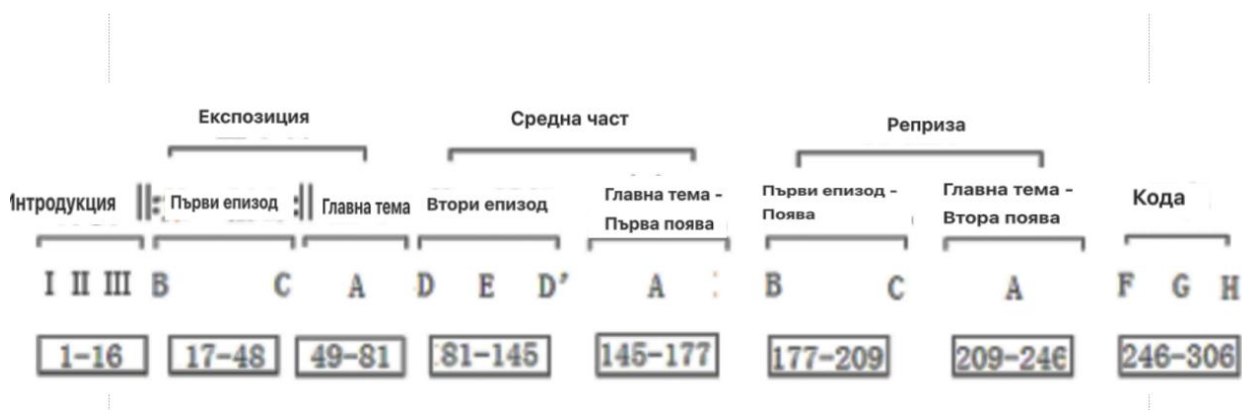 Експозиция Средна част Реприза
Интродукция Първи епизод Главна тема Втори епизод Главна тема – Първи епизод – Главна тема – Кода
Първа поява Поява Втора поява
I II III B C A D E D' A B C A F G H
1-16 17-48 49-81 81-145 145-177 177-209 209-246 246-306